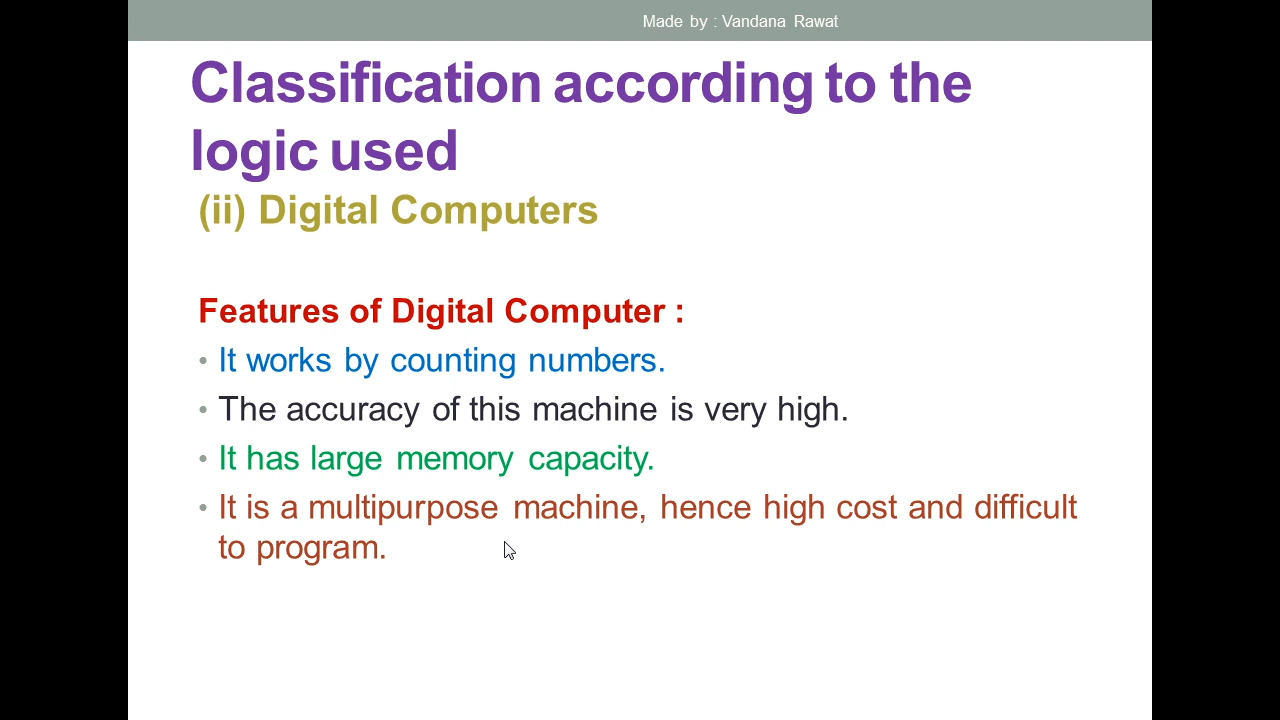 Made by : Vandana Rawat
Classification according to the
logic used
(ii) Digital Computers
Features of Digital Computer :
• It works by counting numbers.
• The accuracy of this machine is very high.
• It has large memory capacity.
• It is a multipurpose machine, hence high cost and difficult
to program.